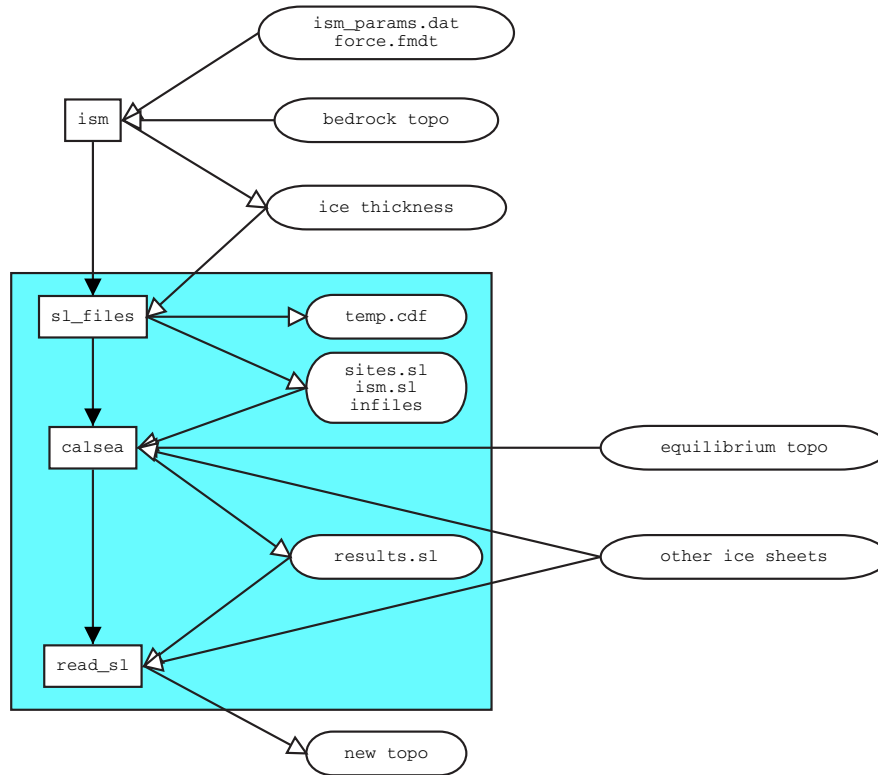 ism_params.dat
force.fmdt
ism
bedrock topo
ice thickness
sl_files
temp.cdf
sites.sl
ism.sl
infiles
calsea
equilibrium topo
results.sl
other ice sheets
read_sl
new topo